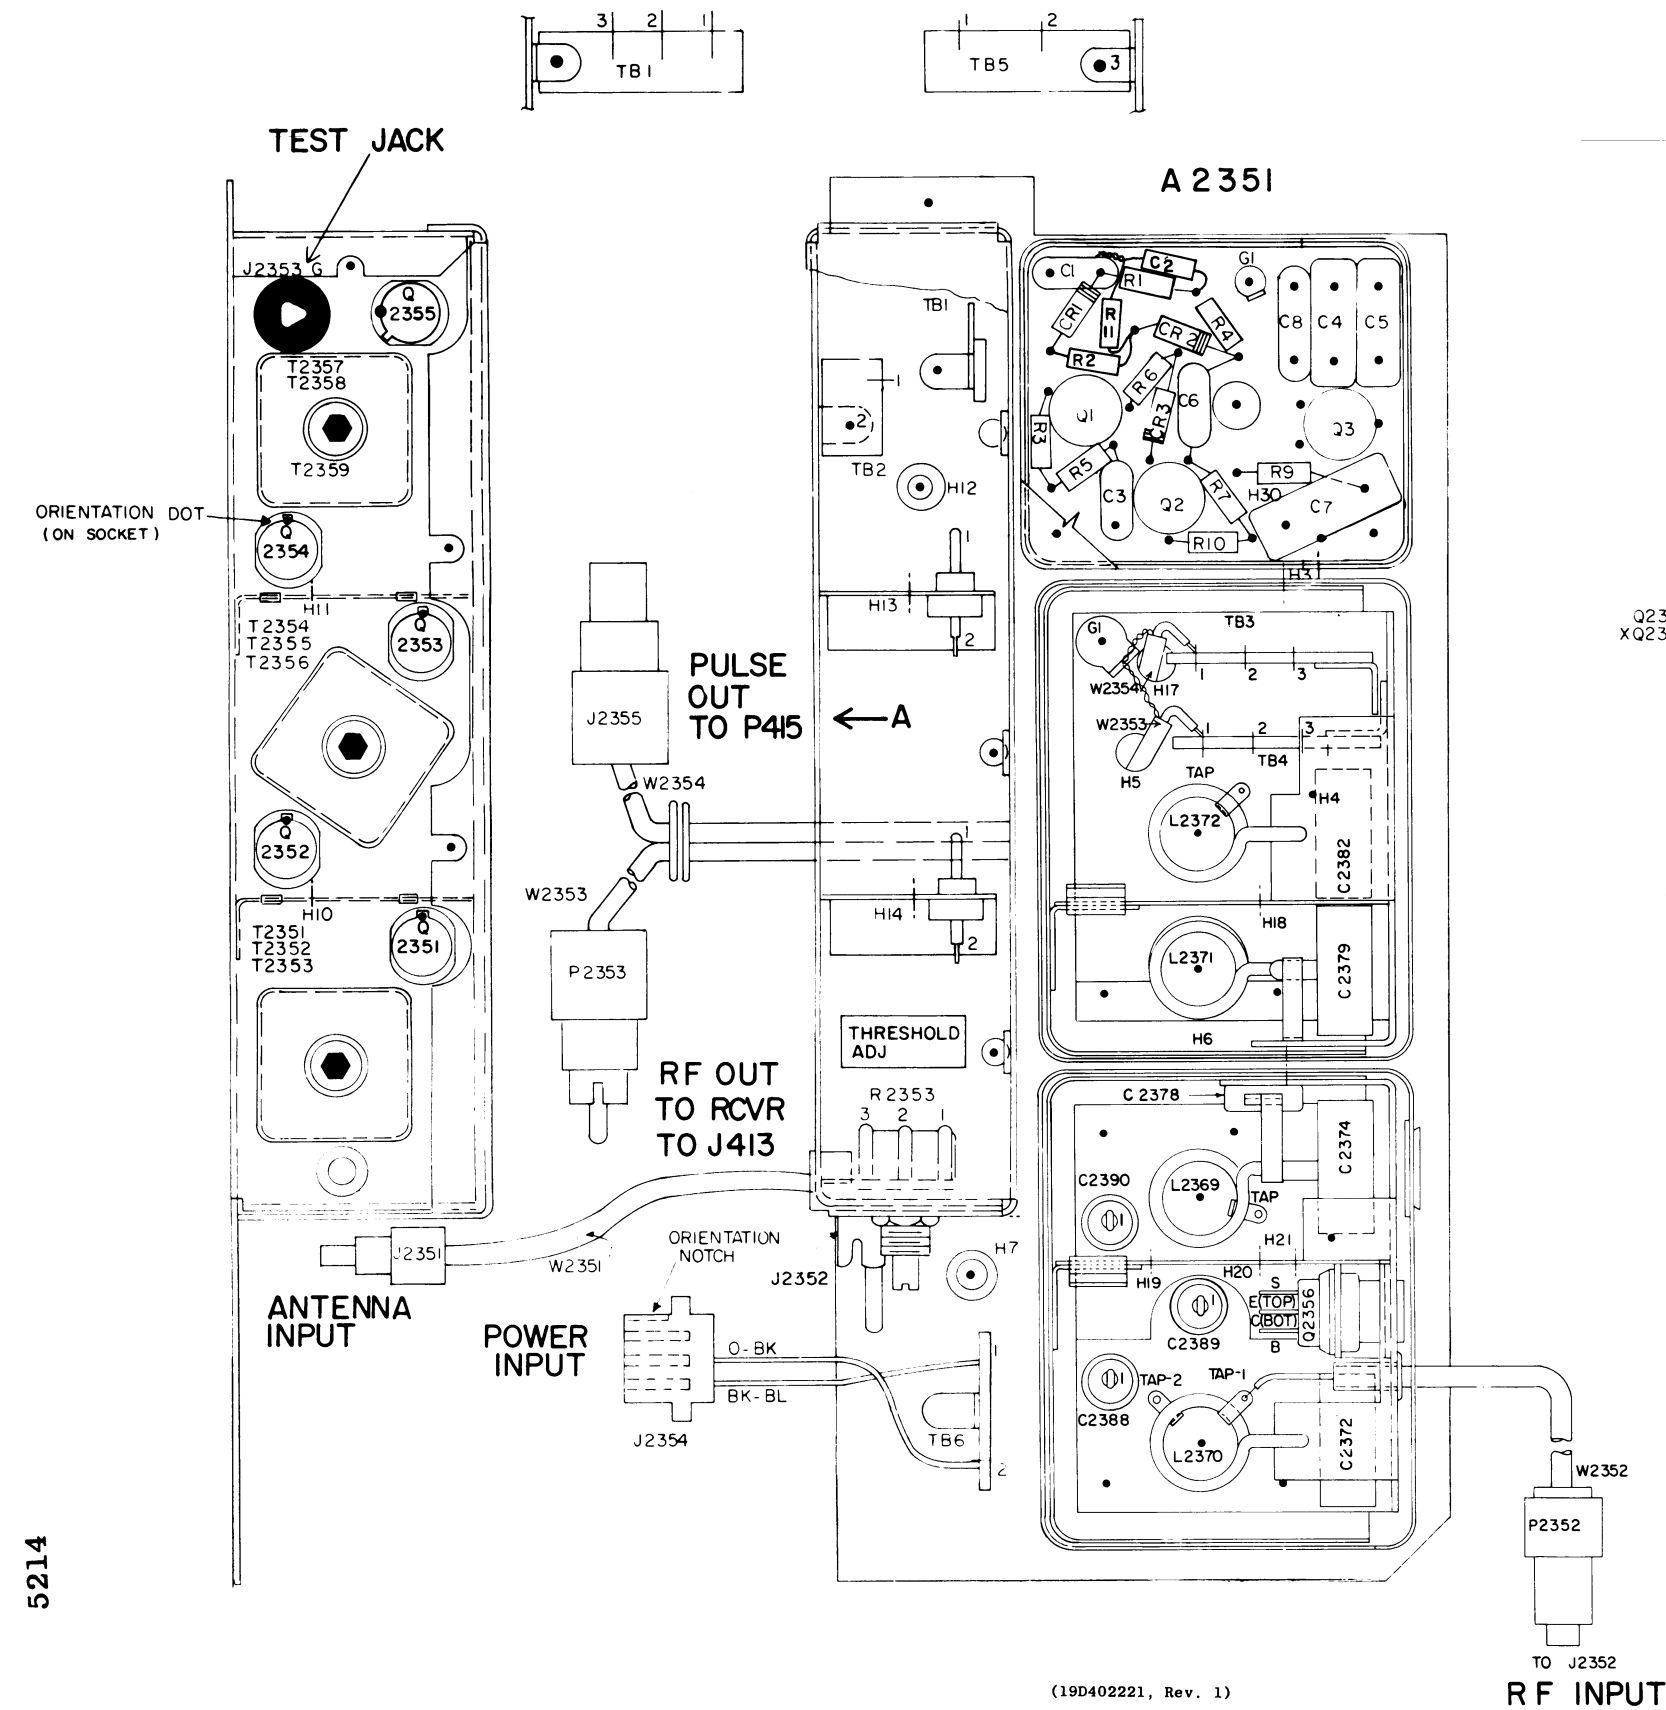 3 2 1
TB1
1 2
TB5
3
TEST JACK
A2351
J2353 G
Q
2355
T2357
T2358
T2359
ORIENTATION DOT
(ON SOCKET)
Q
2354
H11
T2354
T2355
T2356
Q
2353
Q
2352
H10
T2351
T2352
T2353
Q
2351
J2355
PULSE
OUT
TO P415
A
W2354
W2353
P2353
RF OUT
TO RCVR
TO J413
J2351
W2351
ANTENNA
INPUT
ORIENTATION
NOTCH
POWER
INPUT
O-BK
BK-BL
J2354
TB1
1
2
TB2
H12
1
H13
2
1
H14
2
THRESHOLD
ADJ
R2353
3 2 1
J2352
H7
1
TB6
2
C1
C2
R1
G1
CR1
R
11
CR2
R4
C8
C4
C5
R2
R6
C6
Q1
CR3
Q3
R3
R5
C3
Q2
R7
R9
H30
C7
R10
H31
Q23
XQ23
TB3
G1
1
2
3
W2354
H17
W2353
1
2
3
TB4
H5
TAP
H4
L2372
C2382
H18
L2371
C2379
H6
C2378
C2374
C2390
1
L2369
TAP
H21
H19
H20
S
E(TOP)
C(BOT)
B
Q2356
1
C2389
1
TAP-2
TAP-1
C2388
L2370
C2372
W2352
P2352
TO J2352
RF INPUT
5214
(19D402221, Rev. 1)